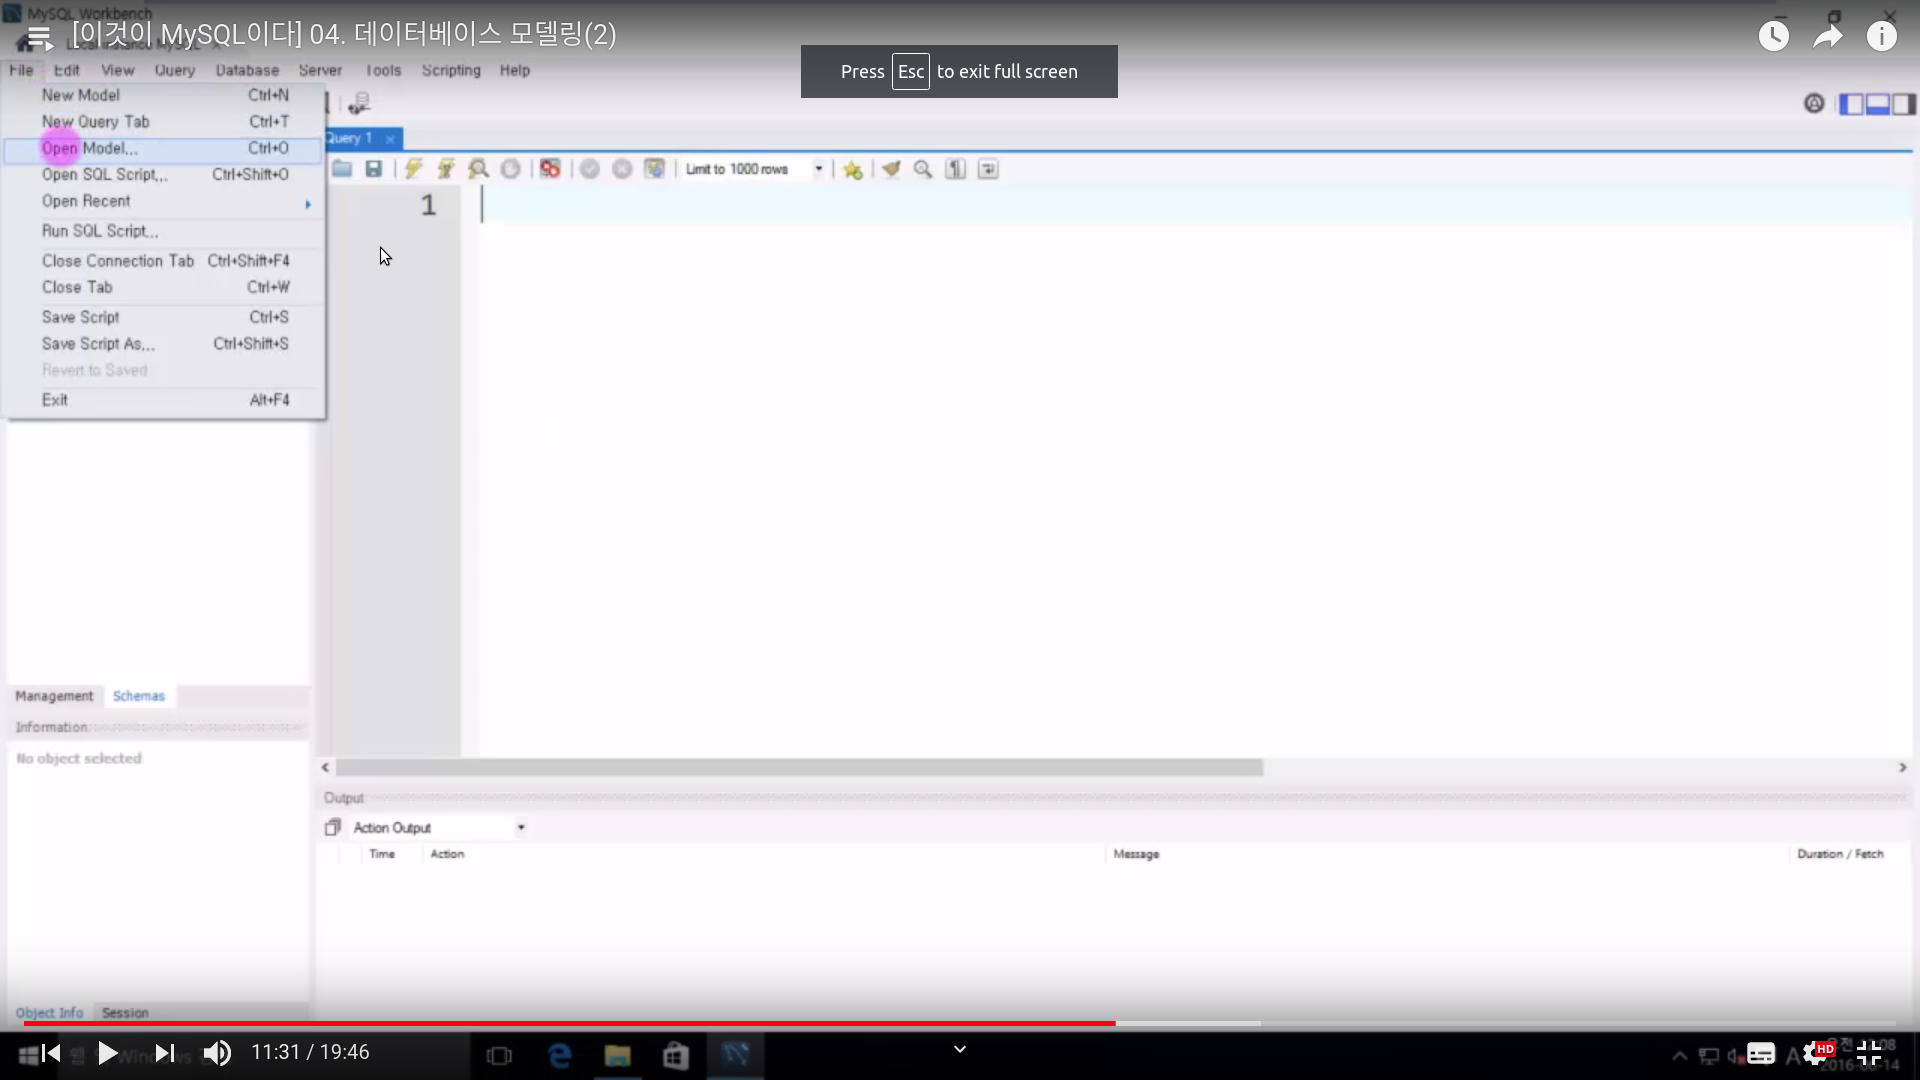 MySQL Workbench
[이것이 MySQL이다] 04. 데이터베이스 모델링(2)
Press Esc to exit full screen
File Edit View Query Database Server Tools Scripting Help
New Model Ctrl+N
New Query Tab Ctrl+T
Open Model... Ctrl+O
Open SQL Script... Ctrl+Shift+O
Open Recent
Run SQL Script...
Close Connection Tab Ctrl+Shift+F4
Close Tab Ctrl+W
Save Script Ctrl+S
Save Script As... Ctrl+Shift+S
Revert to Saved
Exit Alt+F4
Query 1
Limit to 1000 rows
1
Management Schemas
Information
No object selected
Output
Action Output
Time Action Message Duration / Fetch
Object Info Session
11:31 / 19:46
HD